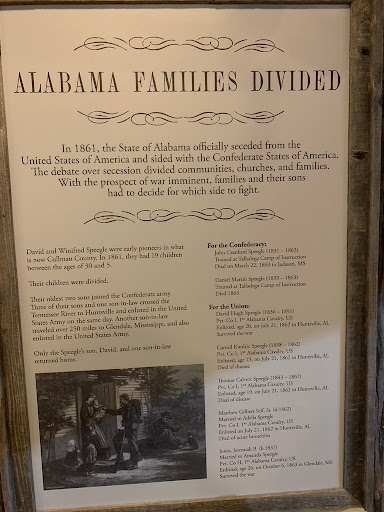 ALABAMA FAMILIES DIVIDED
In 1861, the State of Alabama officially seceded from the
United States of America and sided with the Confederate States of America.
The debate over secession divided communities, churches, and families.
With the prospect of war imminent, families and their sons
had to decide for which side to fight.
David and Winifred Speegle were early pioneers in what
is now Cullman County. In 1861, they had 19 children
between the ages of 30 and 5.
Their children were divided.
Their oldest two sons joined the Confederate army.
Three of their sons and one son-in-law crossed the
Tennessee River to Huntsville and enlisted in the United
States Army on the same day. Another son-in-law
traveled over 250 miles to Glendale, Mississippi, and also
enlisted in the United States Army.
Only the Speegle's son, David, and one son-in-law
returned home.
For the Confederacy:
John Speegle (1831 – 1863)
Trained at Talladega Camp of Instruction
Died on March 22, 1863 in Jackson, MS
Daniel Martin Speegle (1833 – 1863)
Trained at Talladega Camp of Instruction
Died 1863
For the Union:
David Hugh Speegle (1836 – 1891)
Pvt. Co I, 1st Alabama Cavalry, US
Enlisted, age 26, on July 21, 1862 in Huntsville, AL
Survived the war
Carroll Speegle (1838 – 1862)
Pvt. Co I, 1st Alabama Cavalry, US
Enlisted, age 23, on July 21, 1862 in Huntsville, AL
Died of disease
Thomas Calvert Speegle (1843 – 1862)
Pvt. Co I, 1st Alabama Cavalry, US
Enlisted, age 19, on July 21, 1862 in Huntsville, AL
Died of disease
Matthew Gilbert Self, Sr. (d.1862)
Married to Adelia Speegle
Pvt. Co I, 1st Alabama Cavalry, US
Enlisted on July 21, 1862 in Huntsville, AL
Died of acute bronchitis
Jones, Jeremiah B. (b.1837)
Married to Amanda Speegle
Pvt. Co H, 1st Alabama Cavalry, US
Enlisted, age 26, on October 6, 1863 in Glendale, MS
Survived the war